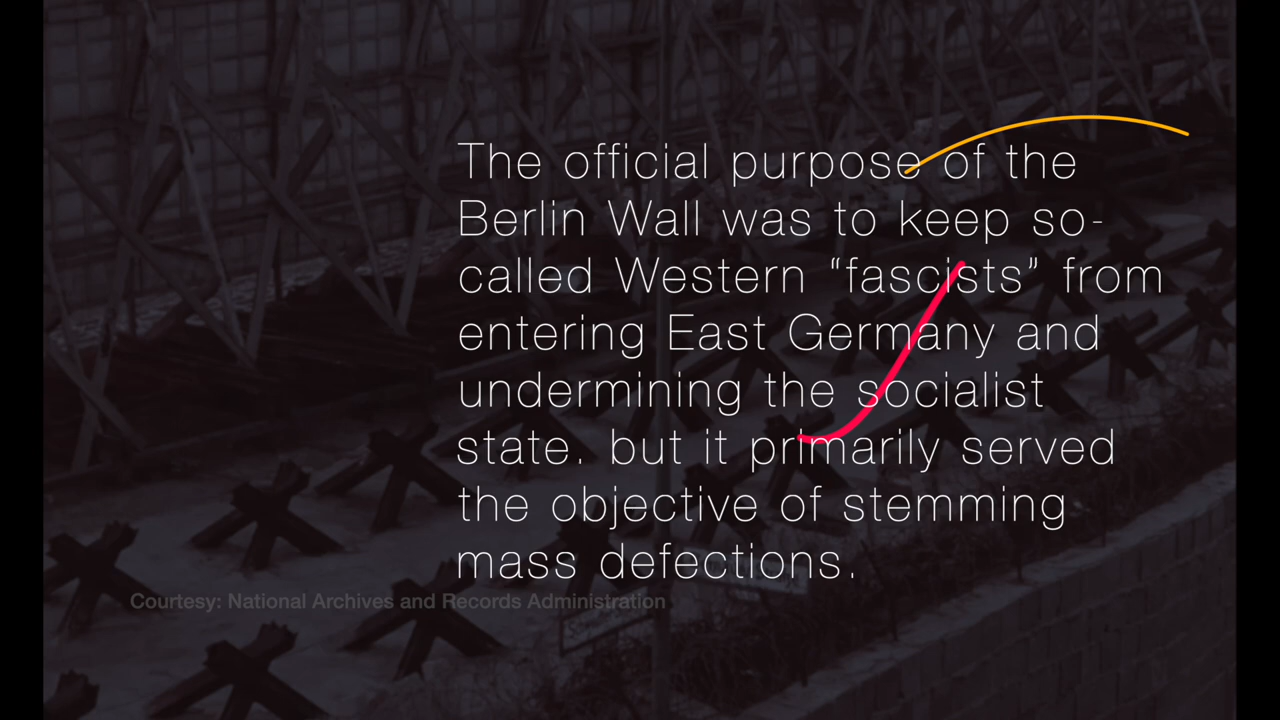 The official purpose of the
Berlin Wall was to keep so-
called Western “fascists” from
entering East Germany and
undermining the socialist
state, but it primarily served
the objective of stemming
mass defections.
Courtesy: National Archives and Records Administration